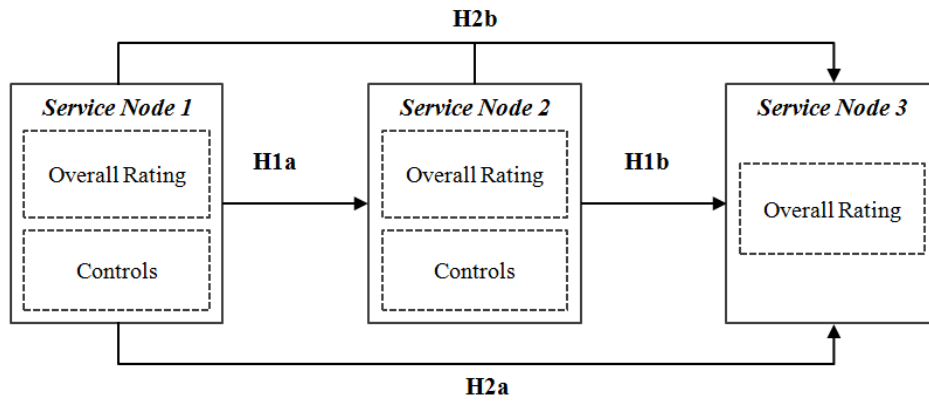 H2b
Service Node 1
Overall Rating
Controls
H1a
Service Node 2
Overall Rating
Controls
H1b
Service Node 3
Overall Rating
H2a